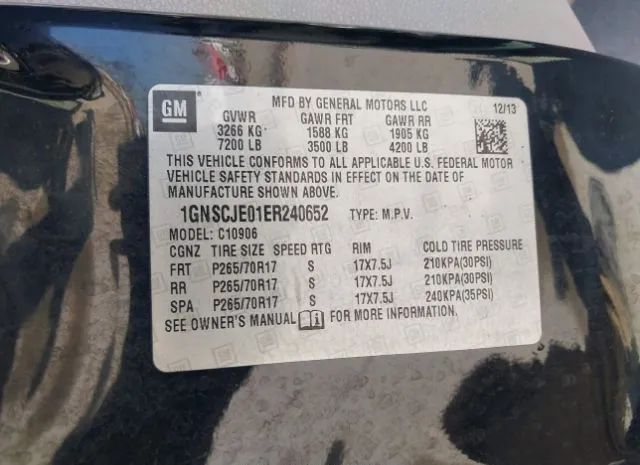 GM
MFD BY GENERAL MOTORS LLC
12/13
GVWR GAWR FRT GAWR RR
3266 KG 1588 KG 1905 KG
7200 LB 3500 LB 4200 LB
THIS VEHICLE CONFORMS TO ALL APPLICABLE U.S. FEDERAL MOTOR
VEHICLE SAFETY STANDARDS IN EFFECT ON THE DATE OF
MANUFACTURE SHOWN ABOVE.
1GNSCJE01ER240652 TYPE: M.P.V.
MODEL: C10906
CGNZ TIRE SIZE SPEED RTG RIM COLD TIRE PRESSURE
FRT P265/70R17 S 17X7.5J 210KPA(30PSI)
RR P265/70R17 S 17X7.5J 210KPA(30PSI)
SPA P265/70R17 S 17X7.5J 240KPA(35PSI)
SEE OWNER'S MANUAL FOR MORE INFORMATION.